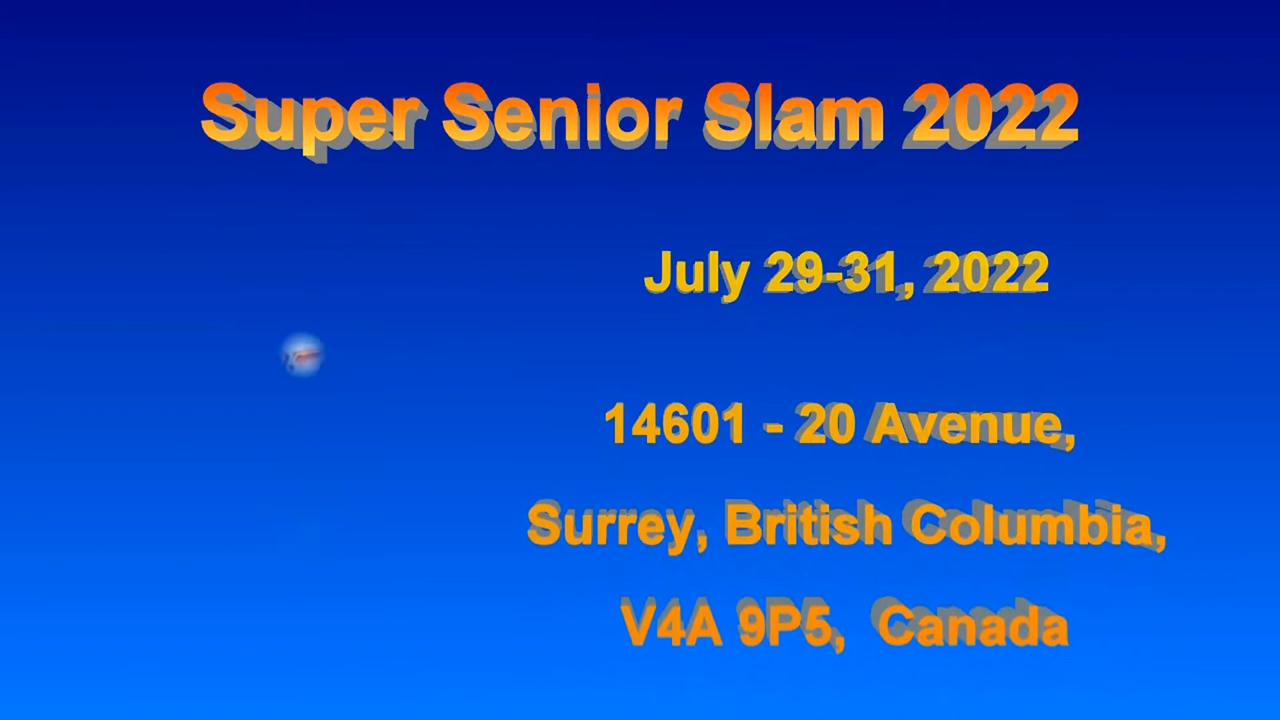 Super Senior Slam 2022
July 29-31, 2022
14601 - 20 Avenue,
Surrey, British Columbia,
V4A 9P5, Canada